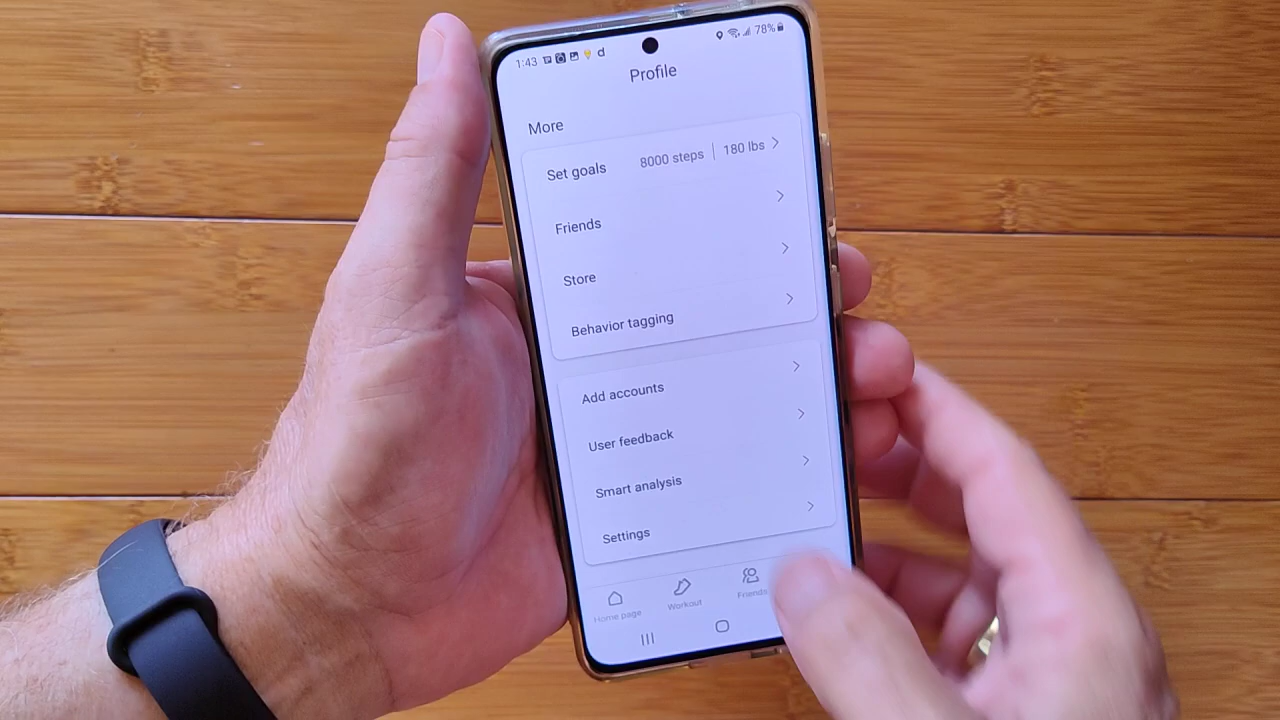 1:43 d 78%
Profile
More
Set goals 8000 steps | 180 lbs
Friends
Store
Behavior tagging
Add accounts
User feedback
Smart analysis
Settings
Home page Workout Friends